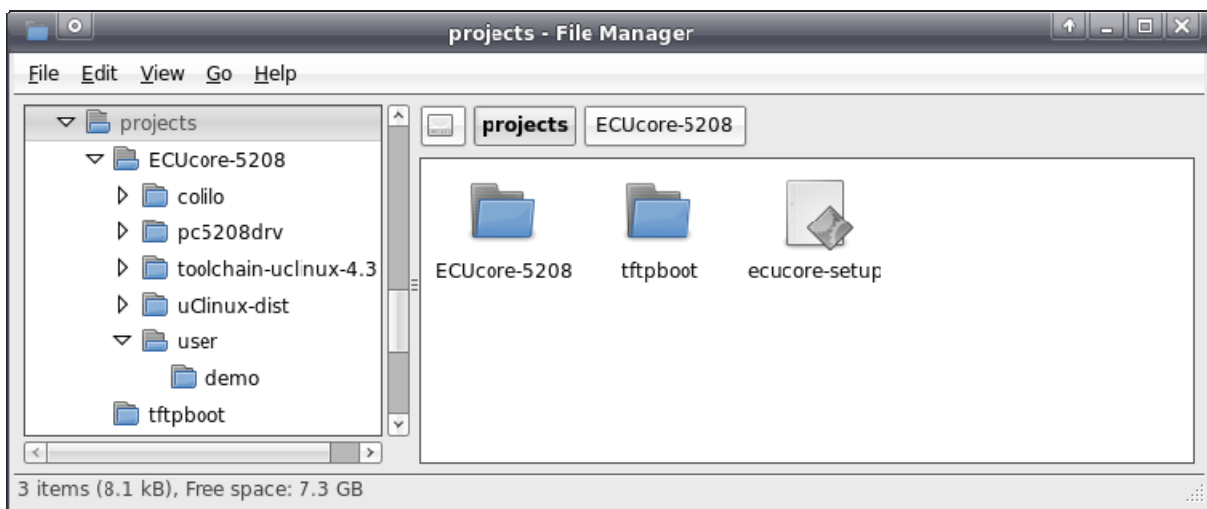 projects - File Manager
File Edit View Go Help
projects
ECUcore-5208
colilo
pc5208drv
toolchain-uclinux-4.3
uClinux-dist
user
demo
tftpboot
projects ECUcore-5208
ECUcore-5208 tftpboot ecucore-setup
3 items (8.1 kB), Free space: 7.3 GB